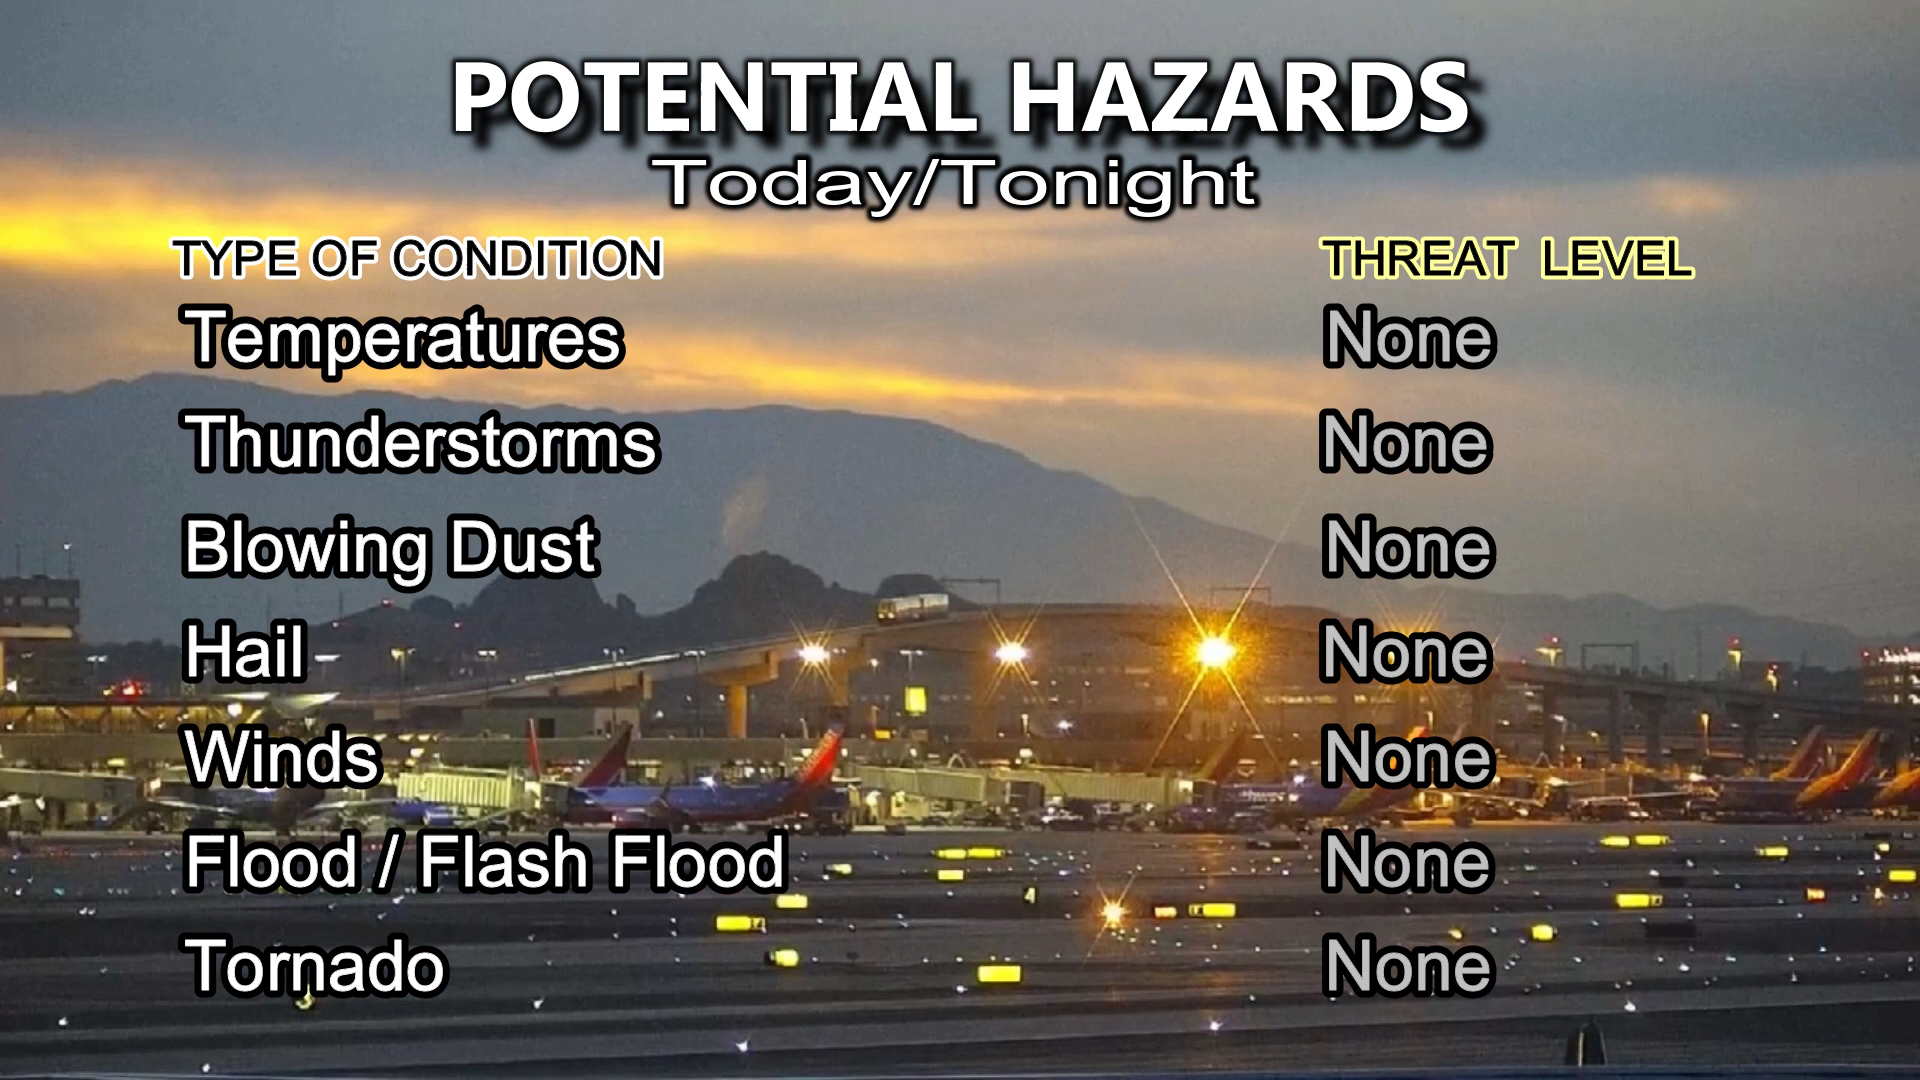 POTENTIAL HAZARDS
Today/Tonight
TYPE OF CONDITION THREAT LEVEL
Temperatures None
Thunderstorms None
Blowing Dust None
Hail None
Winds None
Flood / Flash Flood None
Tornado None